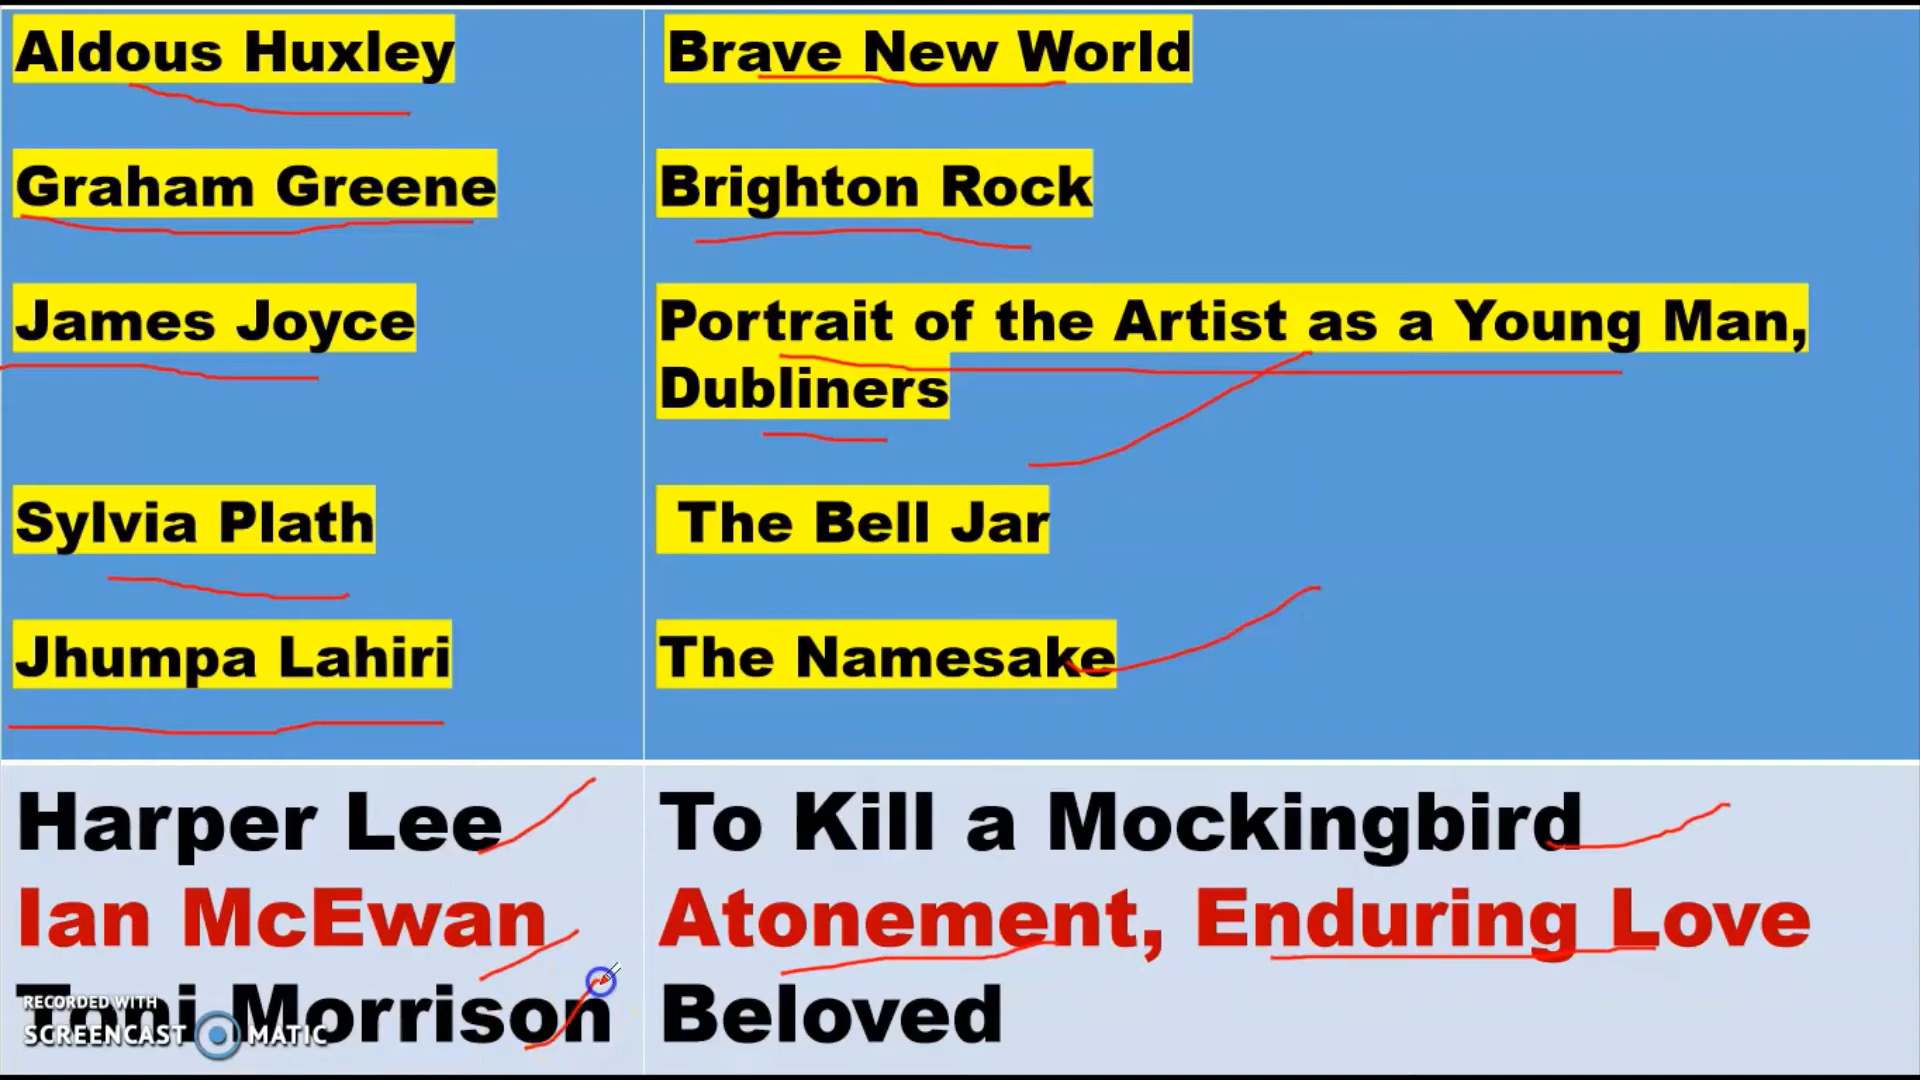 Aldous Huxley Brave New World
Graham Greene Brighton Rock
James Joyce Portrait of the Artist as a Young Man,
Dubliners
Sylvia Plath The Bell Jar
Jhumpa Lahiri The Namesake
Harper Lee To Kill a Mockingbird
Ian McEwan Atonement, Enduring Love
Toni Morrison Beloved
RECORDED WITH
SCREENCAST MATIC